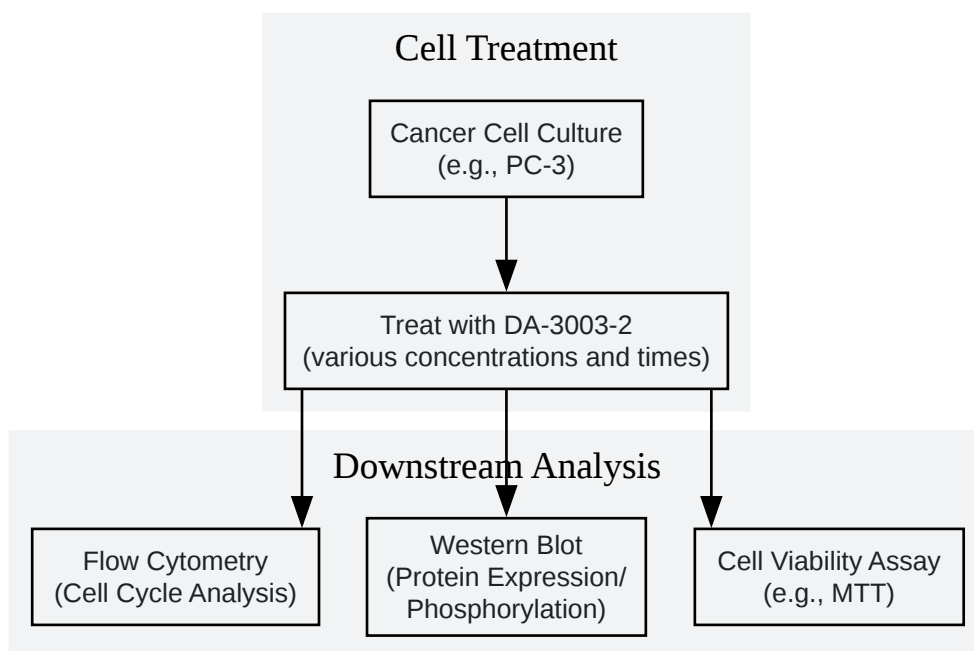 Cell Treatment
Cancer Cell Culture
(e.g., PC-3)
Treat with DA-3003-2
(various concentrations and times)
Downstream Analysis
Flow Cytometry
(Cell Cycle Analysis)
Western Blot
(Protein Expression/
Phosphorylation)
Cell Viability Assay
(e.g., MTT)